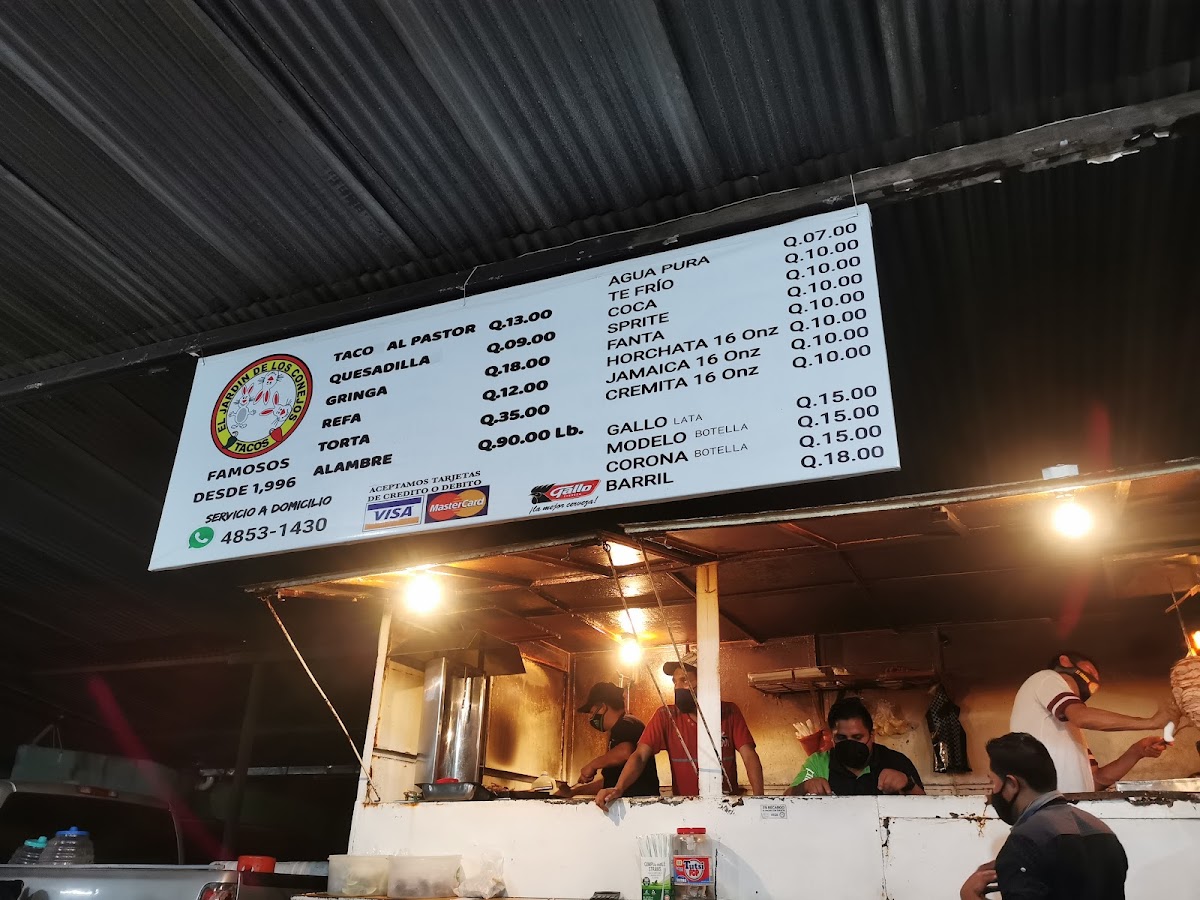 EL JARDIN DE LOS CONEJOS
TACOS
FAMOSOS
DESDE 1,996
SERVICIO A DOMICILIO
4853-1430
TACO AL PASTOR Q.13.00
QUESADILLA Q.09.00
GRINGA Q.18.00
REFA Q.12.00
TORTA Q.35.00
ALAMBRE Q.90.00 Lb.
ACEPTAMOS TARJETAS
DE CREDITO O DEBITO
VISA MasterCard
Gallo
¡la mejor cerveza!
AGUA PURA Q.07.00
TE FRÍO Q.10.00
COCA Q.10.00
SPRITE Q.10.00
FANTA Q.10.00
HORCHATA 16 Onz Q.10.00
JAMAICA 16 Onz Q.10.00
CREMITA 16 Onz Q.10.00
GALLO LATA Q.15.00
MODELO BOTELLA Q.15.00
CORONA BOTELLA Q.15.00
BARRIL Q.18.00
Tutsi
POP